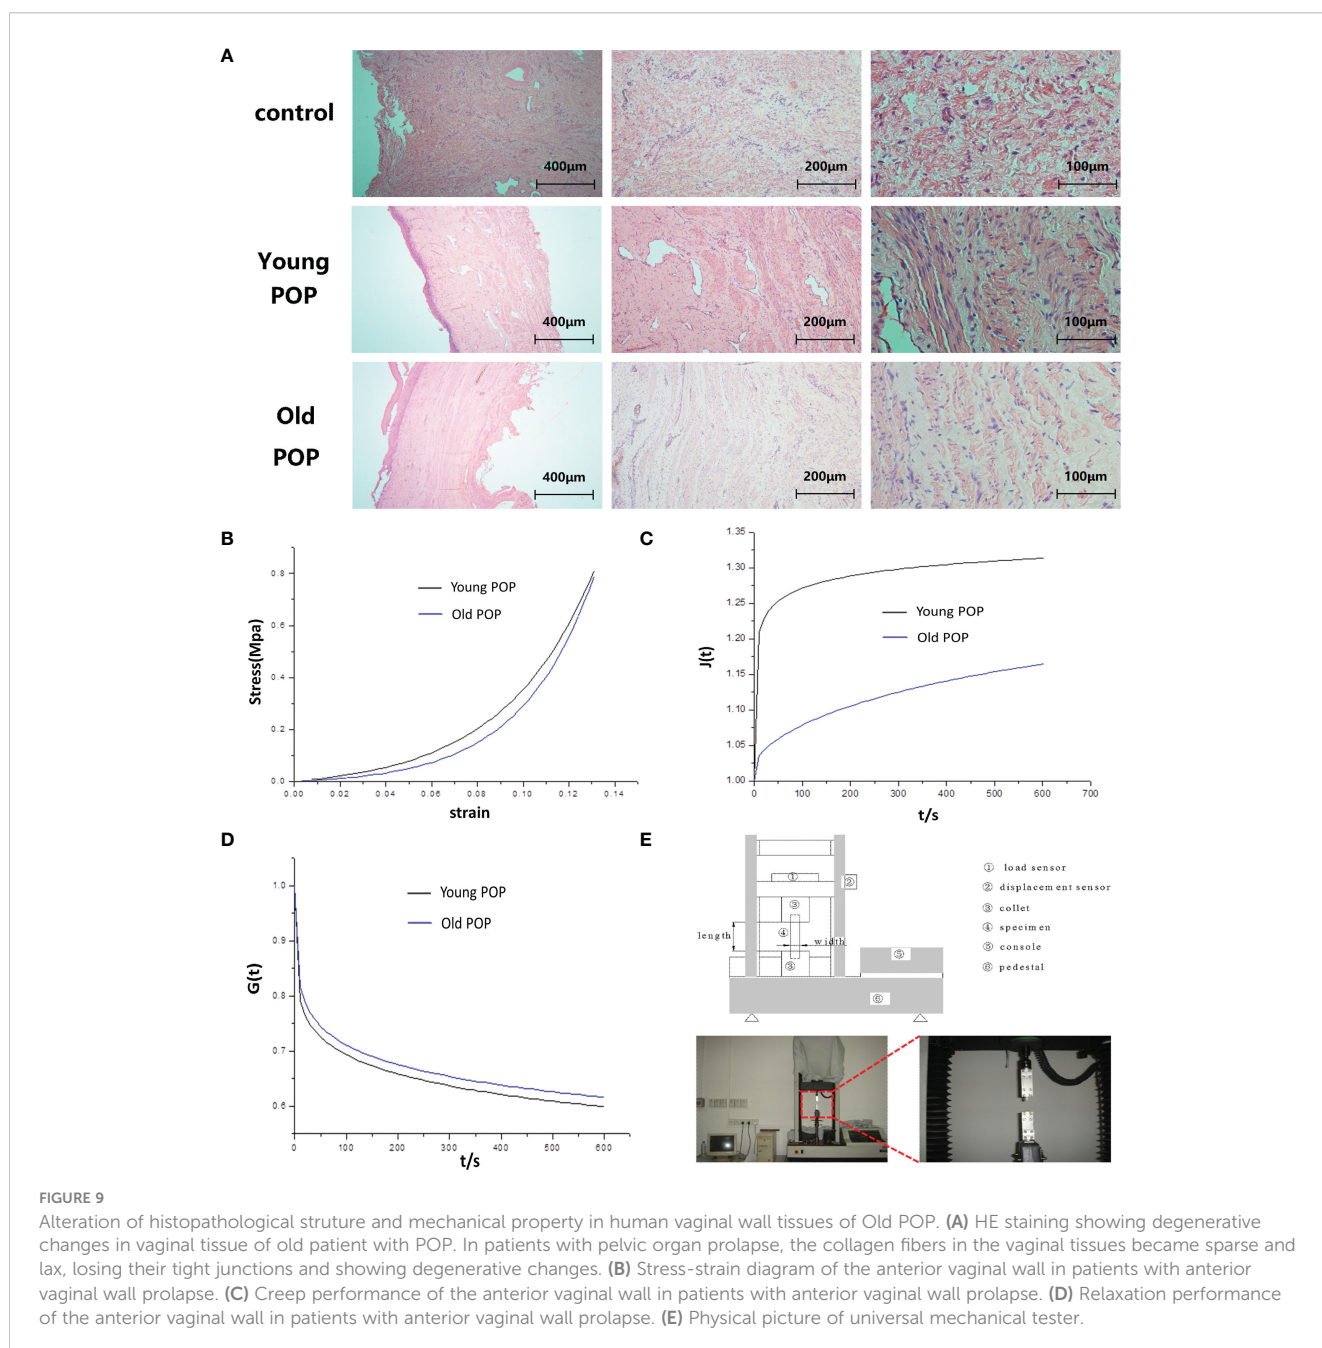 A
control
400μm
200μm
100μm
Young
POP
400μm
200μm
100μm
Old
POP
400μm
200μm
100μm
B
Stress(Mpa)
0.8
0.6
0.4
0.2
0.0
0.00 0.02 0.04 0.06 0.08 0.10 0.12 0.14
strain
Young POP
Old POP
C
J(t)
1.35
1.30
1.25
1.20
1.15
1.10
1.05
1.00
0 100 200 300 400 500 600 700
t/s
Young POP
Old POP
D
G(t)
1.0
0.9
0.8
0.7
0.6
0 100 200 300 400 500 600
t/s
Young POP
Old POP
E
①
②
③
④
length
width
③
⑤
⑥
① load sensor
② displacement sensor
③ collet
④ specimen
⑤ console
⑥ pedestal
FIGURE 9
Alteration of histopathological struture and mechanical property in human vaginal wall tissues of Old POP. (A) HE staining showing degenerative
changes in vaginal tissue of old patient with POP. In patients with pelvic organ prolapse, the collagen fibers in the vaginal tissues became sparse and
lax, losing their tight junctions and showing degenerative changes. (B) Stress-strain diagram of the anterior vaginal wall in patients with anterior
vaginal wall prolapse. (C) Creep performance of the anterior vaginal wall in patients with anterior vaginal wall prolapse. (D) Relaxation performance
of the anterior vaginal wall in patients with anterior vaginal wall prolapse. (E) Physical picture of universal mechanical tester.